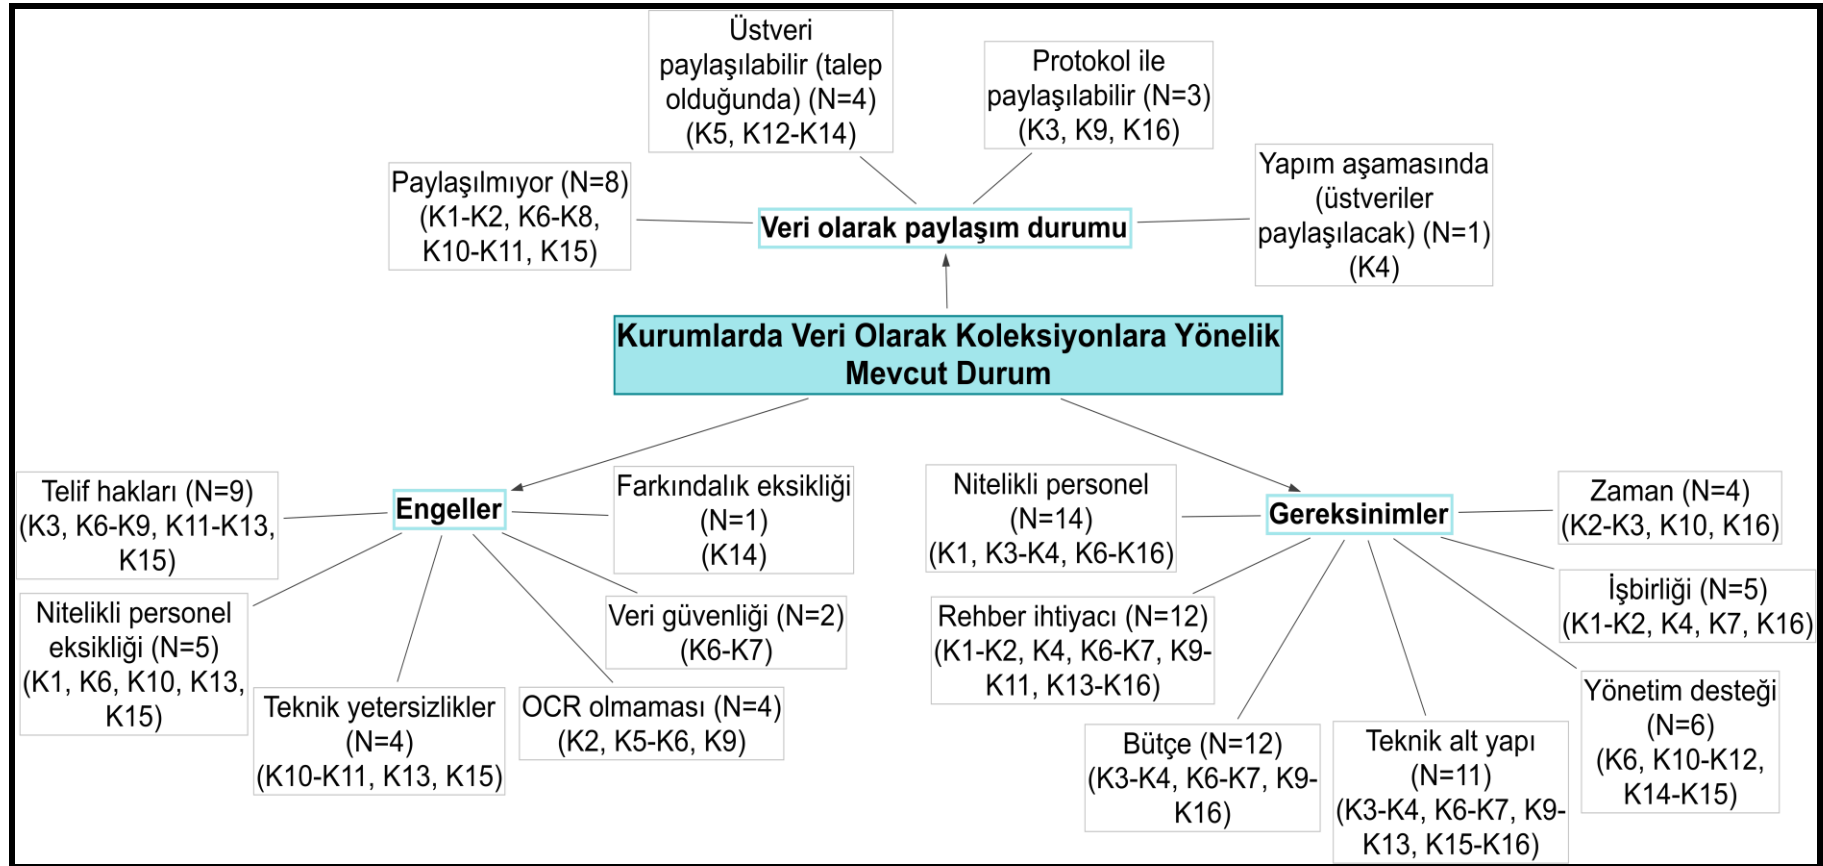 Üstveri
paylaşılabilir (talep
olduğunda) (N=4)
(K5, K12-K14)
Protokol ile
paylaşılabilir (N=3)
(K3, K9, K16)
Paylaşılmıyor (N=8)
(K1-K2, K6-K8,
K10-K11, K15)
Yapım aşamasında
(üstveriler
paylaşılacak) (N=1)
(K4)
Veri olarak paylaşım durumu
Kurumlarda Veri Olarak Koleksiyonlara Yönelik
Mevcut Durum
Engeller
Telif hakları (N=9)
(K3, K6-K9, K11-K13,
K15)
Farkındalık eksikliği
(N=1)
(K14)
Nitelikli personel
eksikliği (N=5)
(K1, K6, K10, K13,
K15)
Veri güvenliği (N=2)
(K6-K7)
Teknik yetersizlikler
(N=4)
(K10-K11, K13, K15)
OCR olmaması (N=4)
(K2, K5-K6, K9)
Gereksinimler
Nitelikli personel
(N=14)
(K1, K3-K4, K6-K16)
Zaman (N=4)
(K2-K3, K10, K16)
Rehber ihtiyacı (N=12)
(K1-K2, K4, K6-K7, K9-
K11, K13-K16)
İşbirliği (N=5)
(K1-K2, K4, K7, K16)
Bütçe (N=12)
(K3-K4, K6-K7, K9-
K16)
Teknik alt yapı
(N=11)
(K3-K4, K6-K7, K9-
K13, K15-K16)
Yönetim desteği
(N=6)
(K6, K10-K12,
K14-K15)